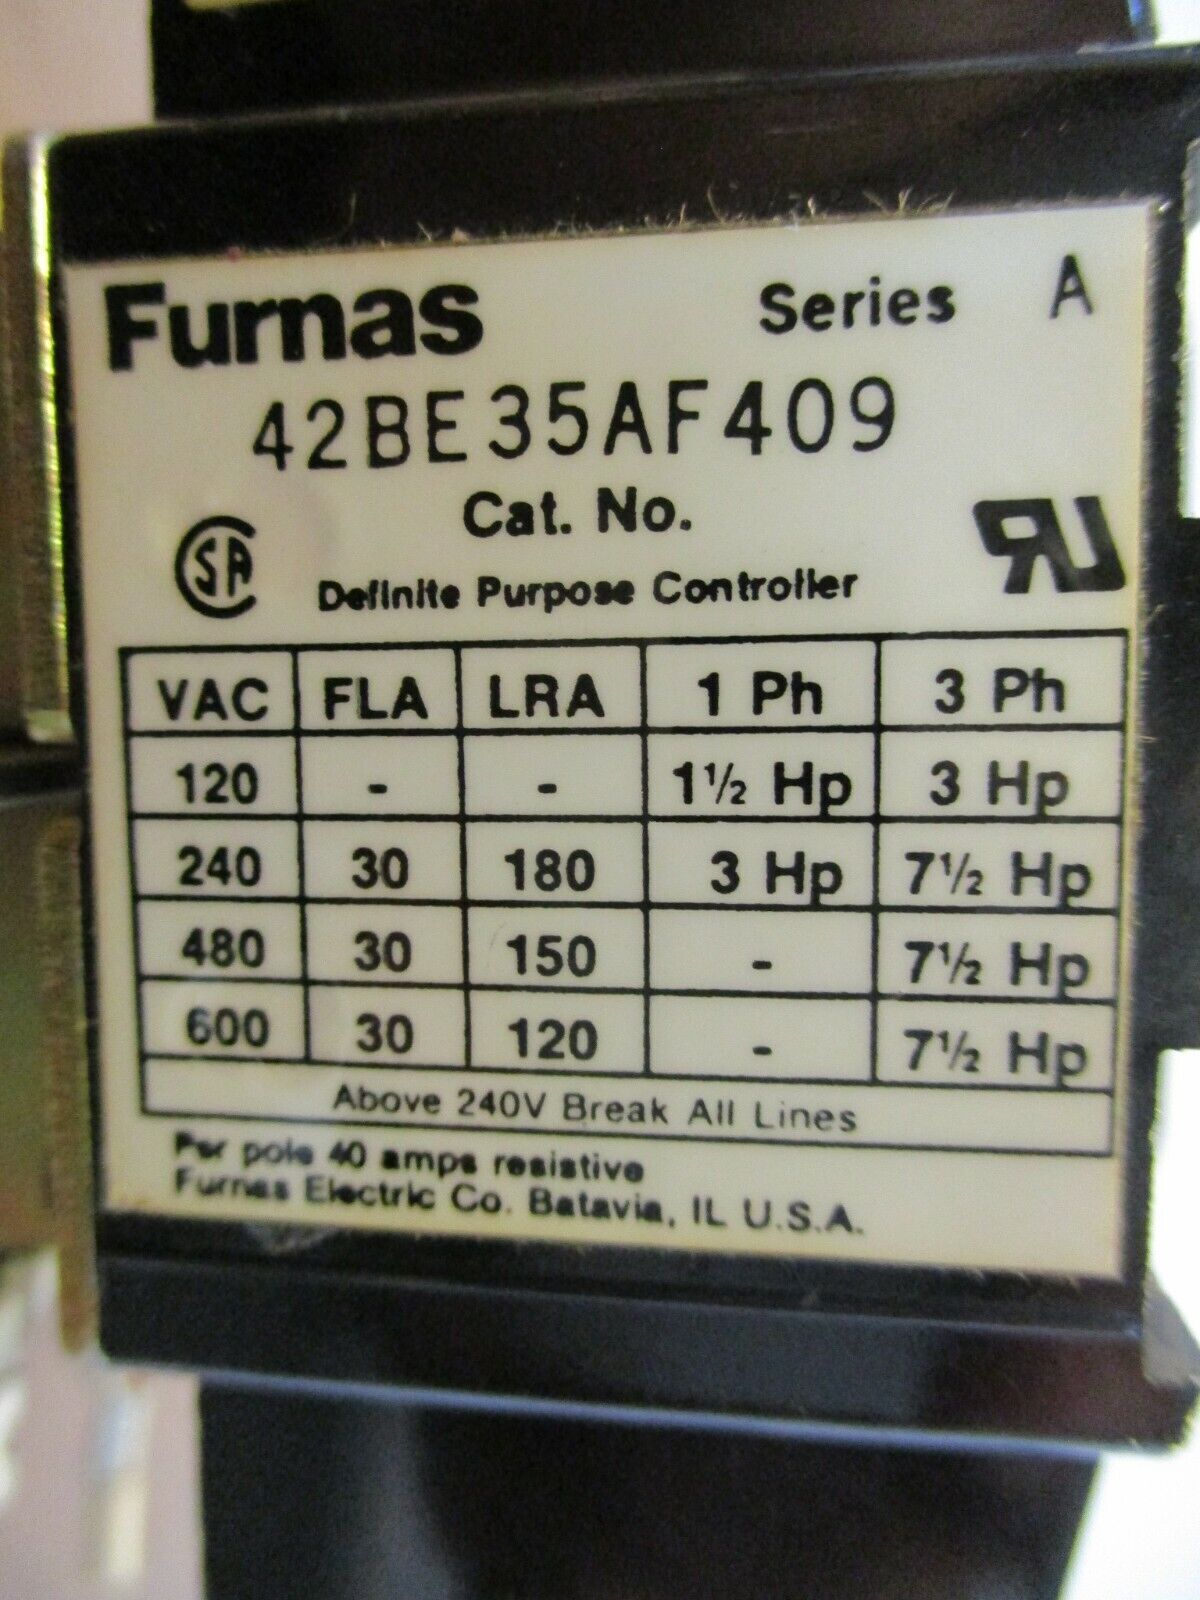 Furnas Series A
42BE35AF409
Cat. No.
SA
Definite Purpose Controller
RU
VAC FLA LRA 1 Ph 3 Ph
120 - - 1½ Hp 3 Hp
240 30 180 3 Hp 7½ Hp
480 30 150 - 7½ Hp
600 30 120 - 7½ Hp
Above 240V Break All Lines
Per pole 40 amps resistive
Furnas Electric Co. Batavia, IL U.S.A.